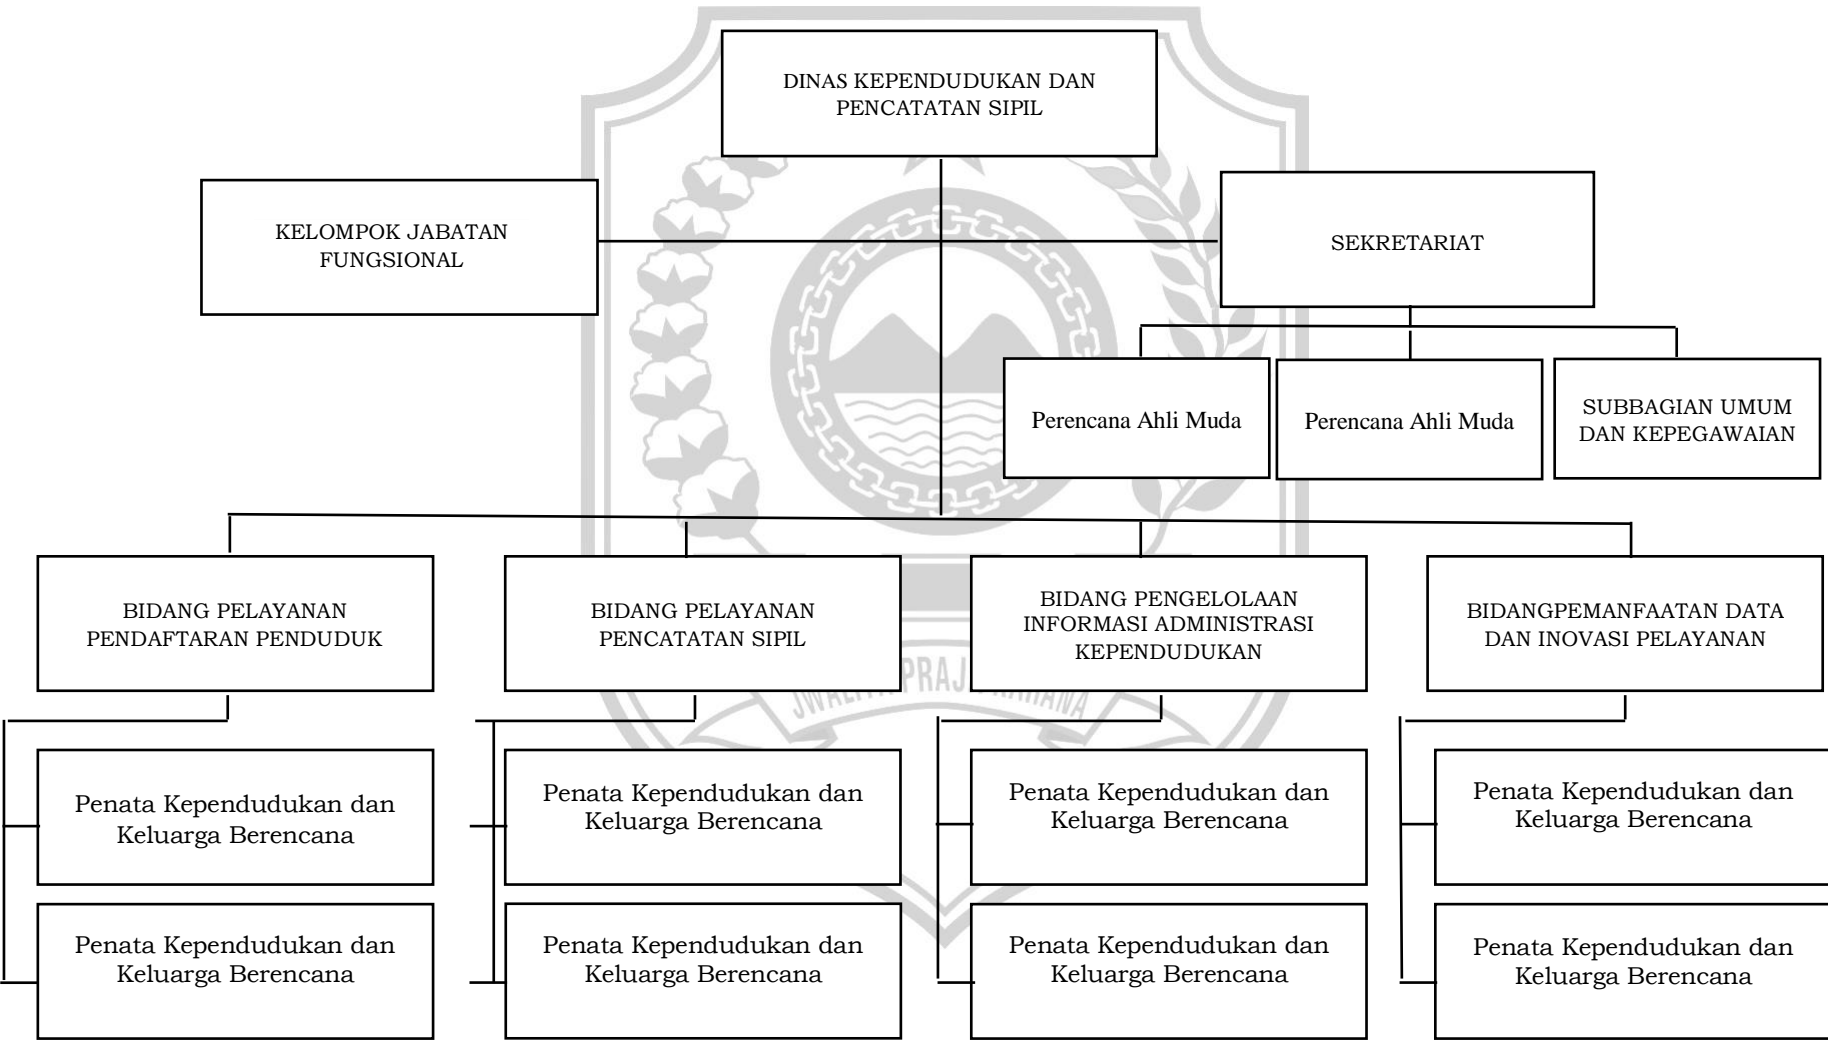 DINAS KEPENDUDUKAN DAN
PENCATATAN SIPIL
KELOMPOK JABATAN
FUNGSIONAL
SEKRETARIAT
Perencana Ahli Muda
Perencana Ahli Muda
SUBBAGIAN UMUM
DAN KEPEGAWAIAN
BIDANG PELAYANAN
PENDAFTARAN PENDUDUK
BIDANG PELAYANAN
PENCATATAN SIPIL
BIDANG PENGELOLAAN
INFORMASI ADMINISTRASI
KEPENDUDUKAN
BIDANGPEMANFAATAN DATA
DAN INOVASI PELAYANAN
Penata Kependudukan dan
Keluarga Berencana
Penata Kependudukan dan
Keluarga Berencana
Penata Kependudukan dan
Keluarga Berencana
Penata Kependudukan dan
Keluarga Berencana
Penata Kependudukan dan
Keluarga Berencana
Penata Kependudukan dan
Keluarga Berencana
Penata Kependudukan dan
Keluarga Berencana
Penata Kependudukan dan
Keluarga Berencana